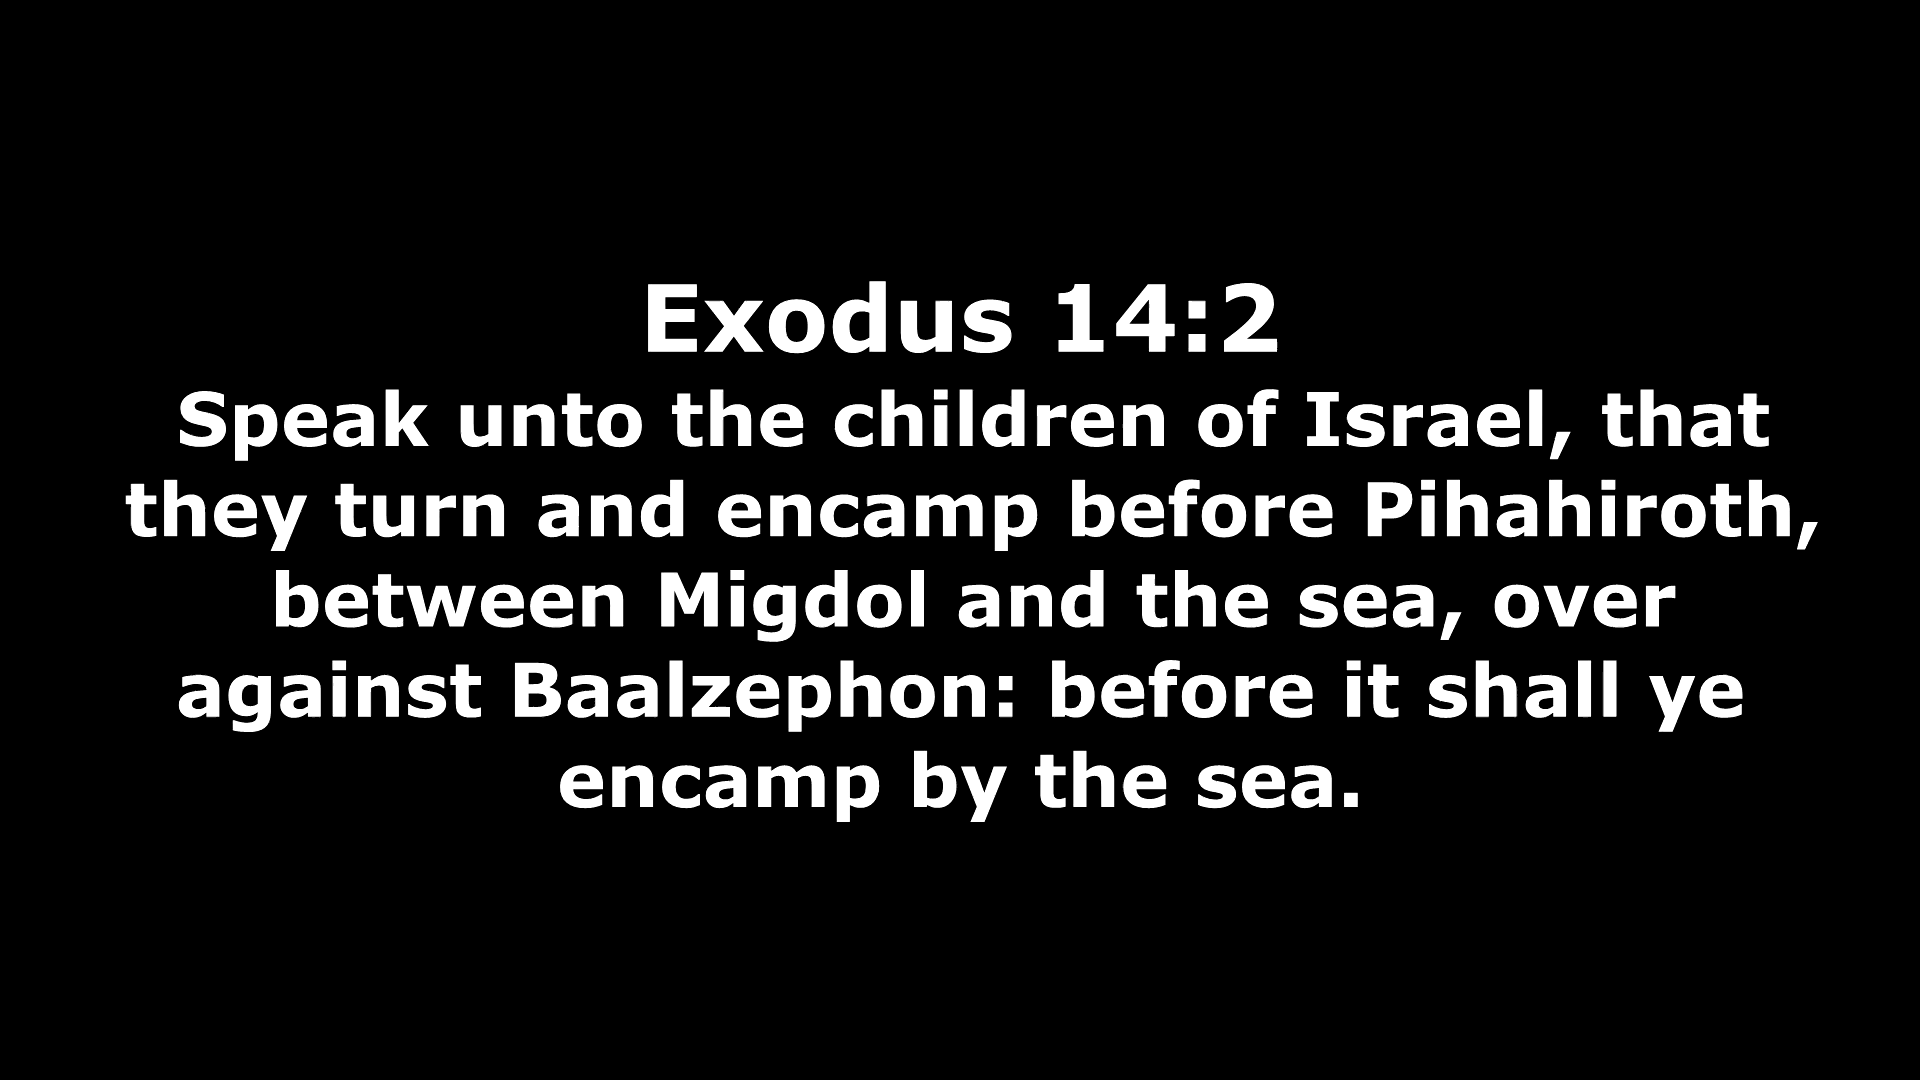 Exodus 14:2
Speak unto the children of Israel, that
they turn and encamp before Pihahiroth,
between Migdol and the sea, over
against Baalzephon: before it shall ye
encamp by the sea.